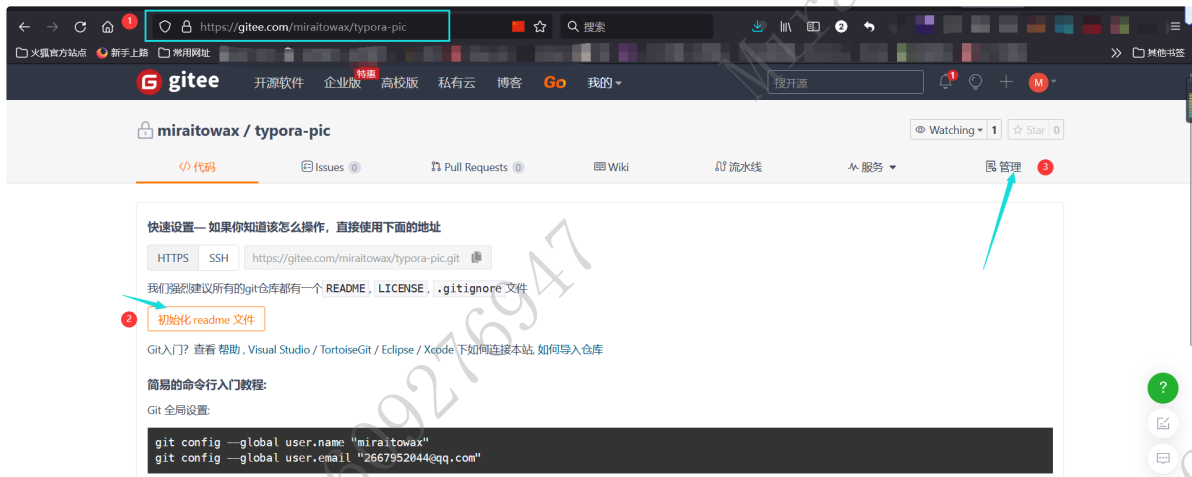 1 https://gitee.com/miraitowax/typora-pic 搜索 2
火狐官方站点 新手上路 常用网址 其他书签
G gitee 开源软件 企业版 特惠 高校版 私有云 博客 Go 我的 搜开源 1 M
miraitowax / typora-pic Watching 1 Star 0
代码 Issues 0 Pull Requests 0 Wiki 流水线 服务 管理 3
快速设置— 如果你知道该怎么操作，直接使用下面的地址
HTTPS SSH https://gitee.com/miraitowax/typora-pic.git
我们强烈建议所有的git仓库都有一个 README , LICENSE , .gitignore 文件
2 初始化 readme 文件
Git入门？查看 帮助 , Visual Studio / TortoiseGit / Eclipse / Xcode 下如何连接本站, 如何导入仓库
简易的命令行入门教程:
Git 全局设置:
git config --global user.name "miraitowax"
git config --global user.email "2667952044@qq.com"
?